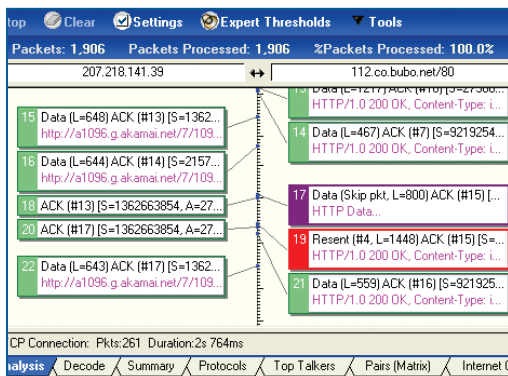 top Clear Settings Expert Thresholds Tools
Packets: 1,906 Packets Processed: 1,906 %Packets Processed: 100.0%
207.218.141.39 ↔ 112.co.bubo.net/80
HTTP/1.0 200 OK, Content-Type: i...
15 Data (L=648) ACK (#13) [S=1362...
http://a1096.g.akamai.net/7/109...
14 Data (L=467) ACK (#7) [S=9219254...
HTTP/1.0 200 OK, Content-Type: i...
16 Data (L=644) ACK (#14) [S=2157...
http://a1096.g.akamai.net/7/109...
17 Data (Skip pkt, L=800) ACK (#15) [...
HTTP Data...
18 ACK (#13) [S=1362663854, A=27...
20 ACK (#17) [S=1362663854, A=27...
19 Resent (#4, L=1448) ACK (#15) [S=...
HTTP/1.0 200 OK, Content-Type: i...
22 Data (L=643) ACK (#17) [S=1362...
http://a1096.g.akamai.net/7/109...
21 Data (L=559) ACK (#16) [S=921925...
HTTP/1.0 200 OK, Content-Type: i...
CP Connection: Pkts:261 Duration:2s 764ms
nalysis Decode Summary Protocols Top Talkers Pairs (Matrix) Internet